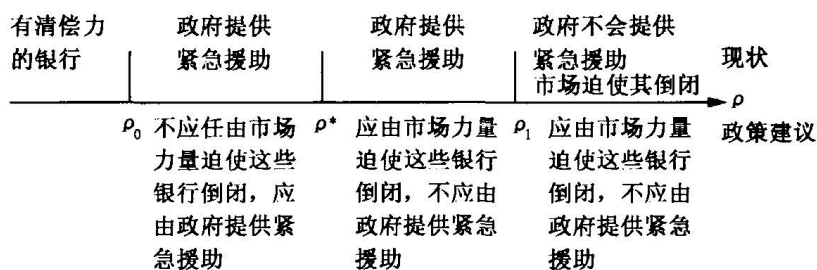 有清偿力 政府提供 政府提供 政府不会提供
的银行 紧急援助 紧急援助 紧急援助 现状
市场迫使其倒闭
ρ
ρ₀ 不应任由市场 ρ* 应由市场力量 ρ₁ 应由市场力量 政策建议
力量迫使这些 迫使这些银行 迫使这些银行
银行倒闭，应 倒闭，不应由 倒闭，不应由
由政府提供紧 政府提供紧急 政府提供紧急
急援助 援助 援助